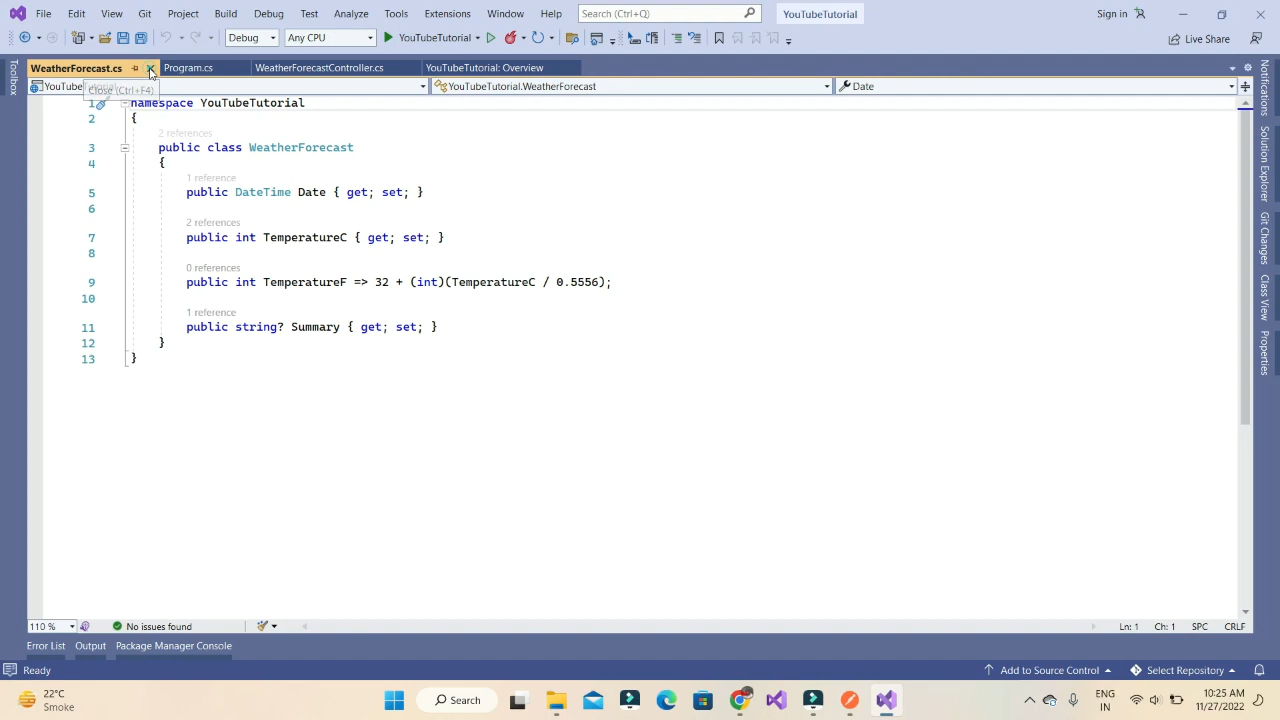 File Edit View Git Project Build Debug Test Analyze Tools Extensions Window Help Search (Ctrl+Q) YouTubeTutorial Sign in
Debug Any CPU YouTubeTutorial Live Share
WeatherForecast.cs Program.cs WeatherForecastController.cs YouTubeTutorial: Overview
YouTubeTutorial.WeatherForecast Date
Close (Ctrl+F4)
1 namespace YouTubeTutorial
2 {
2 references
3 public class WeatherForecast
4 {
1 reference
5 public DateTime Date { get; set; }
6
2 references
7 public int TemperatureC { get; set; }
8
0 references
9 public int TemperatureF => 32 + (int)(TemperatureC / 0.5556);
10
1 reference
11 public string? Summary { get; set; }
12 }
13 }
Toolbox
Notifications
Solution Explorer
Git Changes
Class View
Properties
110 % No issues found Ln: 1 Ch: 1 SPC CRLF
Error List Output Package Manager Console
Ready Add to Source Control Select Repository
22°C
Smoke
Search
ENG
IN
10:25 AM
11/27/2022